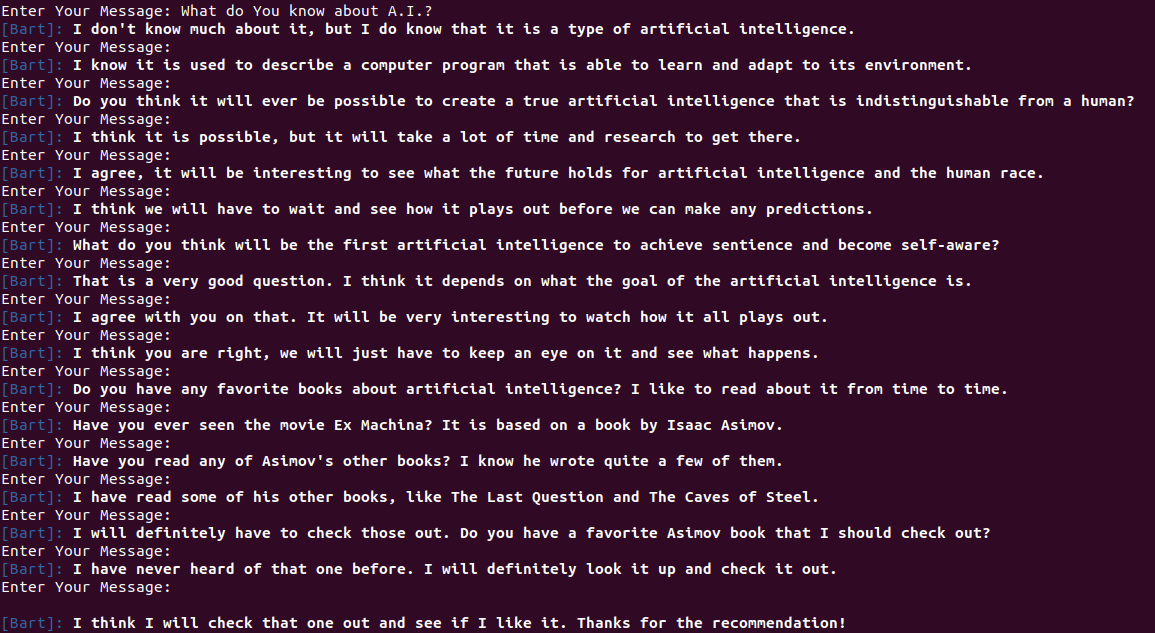 Enter Your Message: What do You know about A.I.?
[Bart]: I don't know much about it, but I do know that it is a type of artificial intelligence.
Enter Your Message:
[Bart]: I know it is used to describe a computer program that is able to learn and adapt to its environment.
Enter Your Message:
[Bart]: Do you think it will ever be possible to create a true artificial intelligence that is indistinguishable from a human?
Enter Your Message:
[Bart]: I think it is possible, but it will take a lot of time and research to get there.
Enter Your Message:
[Bart]: I agree, it will be interesting to see what the future holds for artificial intelligence and the human race.
Enter Your Message:
[Bart]: I think we will have to wait and see how it plays out before we can make any predictions.
Enter Your Message:
[Bart]: What do you think will be the first artificial intelligence to achieve sentience and become self-aware?
Enter Your Message:
[Bart]: That is a very good question. I think it depends on what the goal of the artificial intelligence is.
Enter Your Message:
[Bart]: I agree with you on that. It will be very interesting to watch how it all plays out.
Enter Your Message:
[Bart]: I think you are right, we will just have to keep an eye on it and see what happens.
Enter Your Message:
[Bart]: Do you have any favorite books about artificial intelligence? I like to read about it from time to time.
Enter Your Message:
[Bart]: Have you ever seen the movie Ex Machina? It is based on a book by Isaac Asimov.
Enter Your Message:
[Bart]: Have you read any of Asimov's other books? I know he wrote quite a few of them.
Enter Your Message:
[Bart]: I have read some of his other books, like The Last Question and The Caves of Steel.
Enter Your Message:
[Bart]: I will definitely have to check those out. Do you have a favorite Asimov book that I should check out?
Enter Your Message:
[Bart]: I have never heard of that one before. I will definitely look it up and check it out.
Enter Your Message:
[Bart]: I think I will check that one out and see if I like it. Thanks for the recommendation!